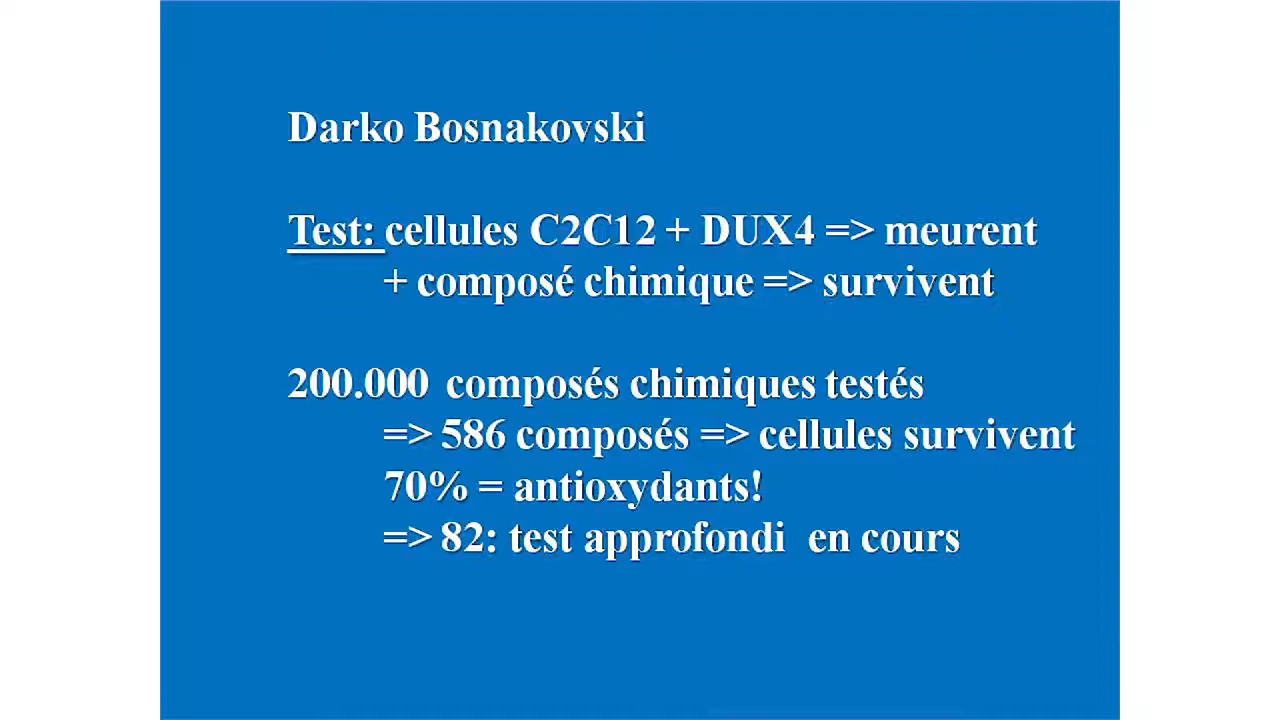 Darko Bosnakovski
Test: cellules C2C12 + DUX4 => meurent
+ composé chimique => survivent
200.000 composés chimiques testés
=> 586 composés => cellules survivent
70% = antioxydants!
=> 82: test approfondi en cours